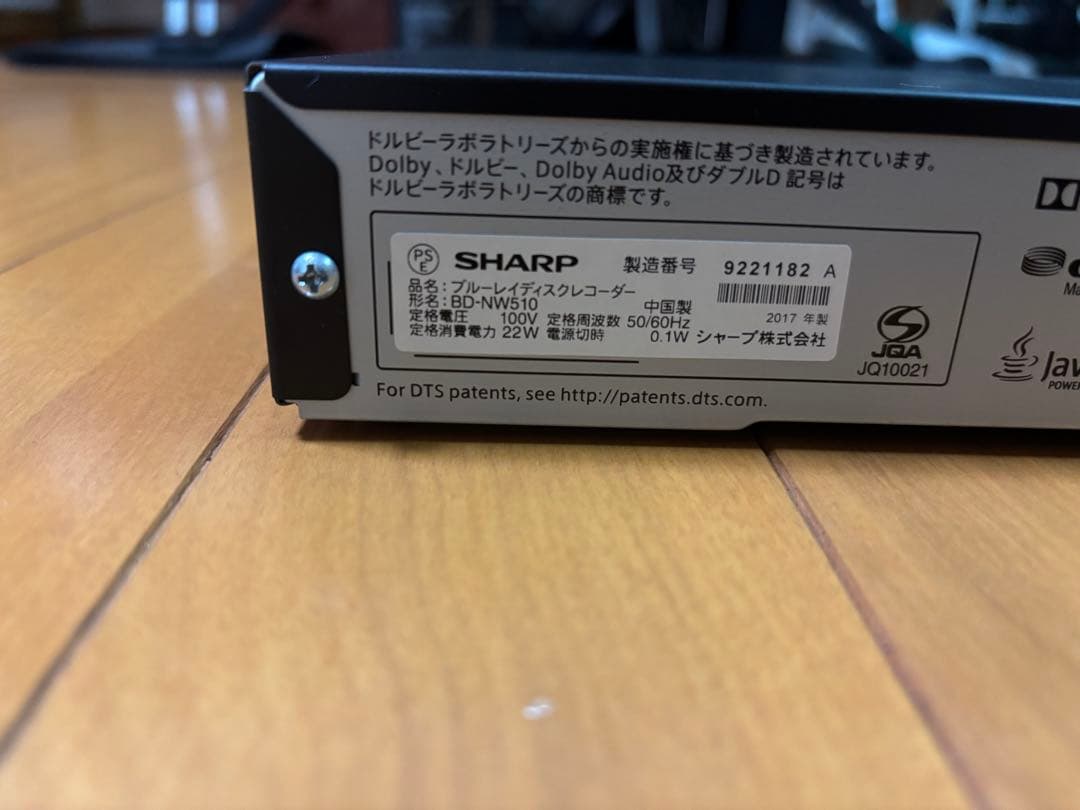 ドルビーラボラトリーズからの実施権に基づき製造されています。
Dolby、ドルビー、Dolby Audio及びダブルD 記号は
ドルビーラボラトリーズの商標です。
PS
E
SHARP 製造番号 9221182 A
品名：ブルーレイディスクレコーダー
形名：BD-NW510 中国製
定格電圧 100V 定格周波数 50/60Hz 2017 年製
定格消費電力 22W 電源切時 0.1W シャープ株式会社
JQA
JQ10021
For DTS patents, see http://patents.dts.com.